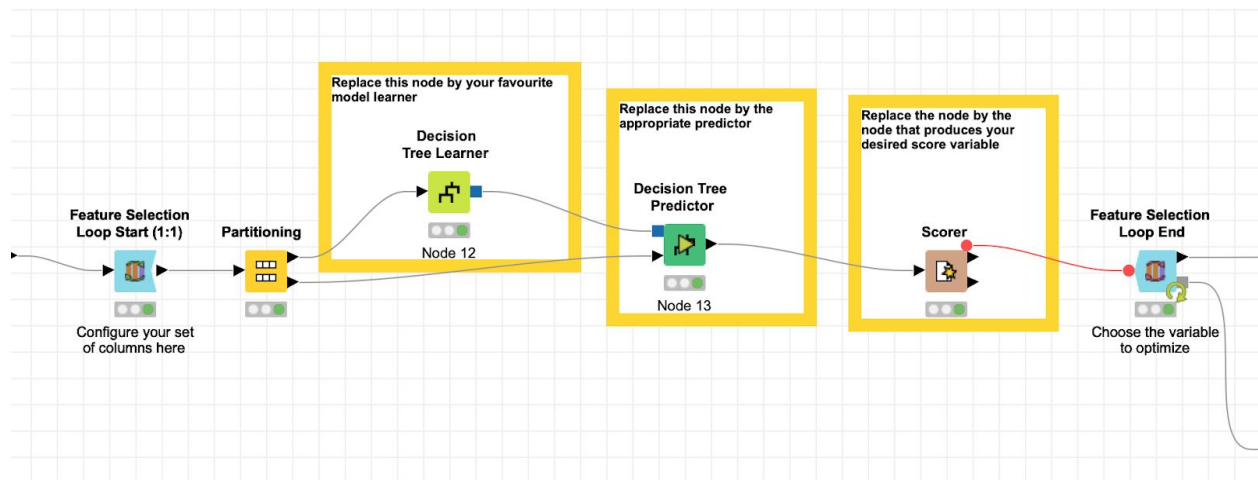 Replace this node by your favourite
model learner
Decision
Tree Learner
Node 12
Feature Selection
Loop Start (1:1)
Configure your set
of columns here
Partitioning
Replace this node by the
appropriate predictor
Decision Tree
Predictor
Node 13
Replace the node by the
node that produces your
desired score variable
Scorer
Feature Selection
Loop End
Choose the variable
to optimize